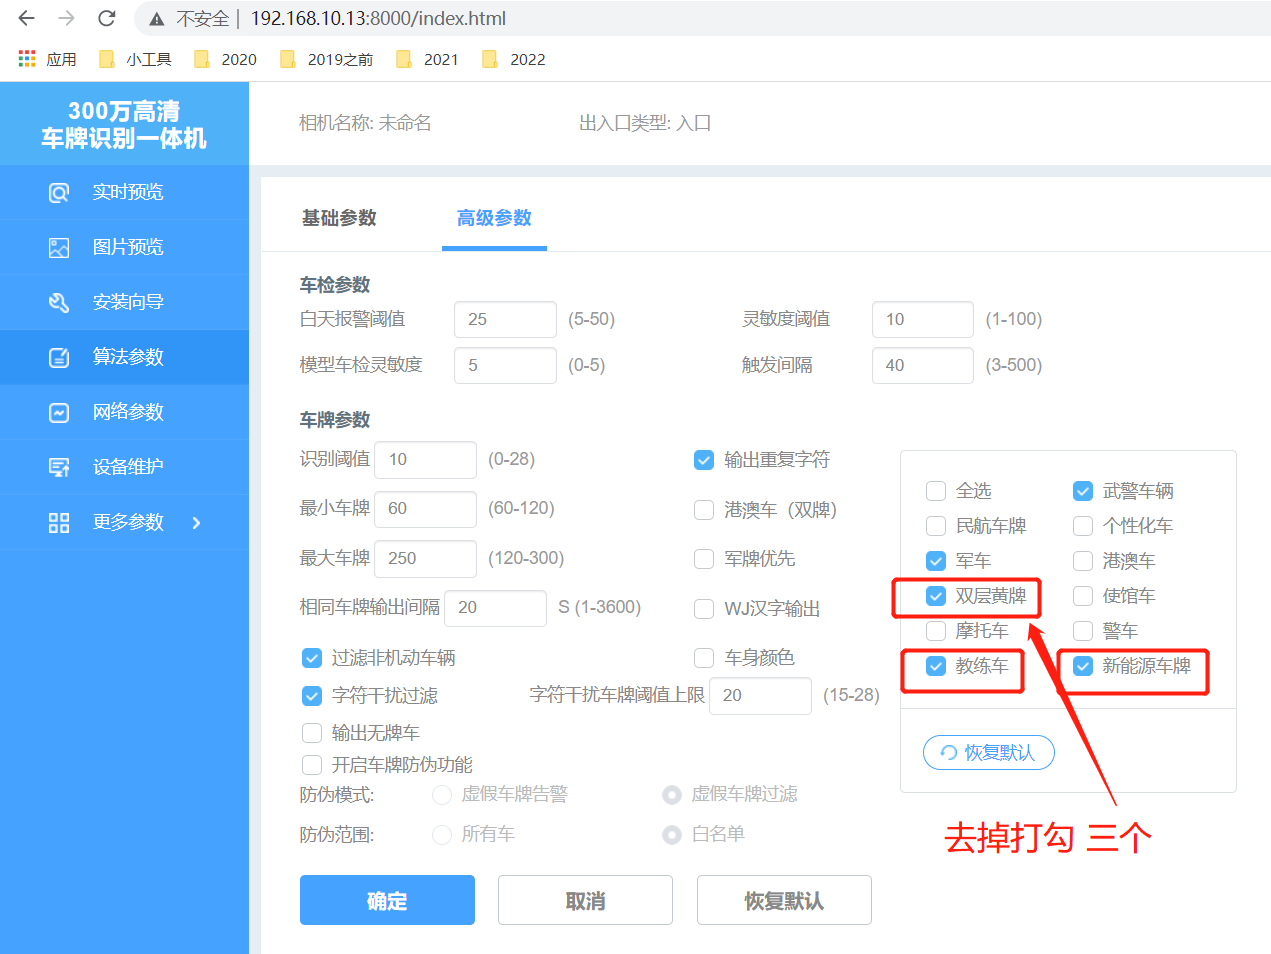 不安全 | 192.168.10.13:8000/index.html
应用 小工具 2020 2019之前 2021 2022
300万高清
车牌识别一体机
相机名称: 未命名 出入口类型: 入口
实时预览
图片预览
安装向导
算法参数
网络参数
设备维护
更多参数
基础参数 高级参数
车检参数
白天报警阈值 25 (5-50) 灵敏度阈值 10 (1-100)
模型车检灵敏度 5 (0-5) 触发间隔 40 (3-500)
车牌参数
识别阈值 10 (0-28) 输出重复字符
最小车牌 60 (60-120) 港澳车（双牌）
最大车牌 250 (120-300) 军牌优先
相同车牌输出间隔 20 S (1-3600) WJ汉字输出
过滤非机动车辆 车身颜色
字符干扰过滤 字符干扰车牌阈值上限 20 (15-28)
输出无牌车
开启车牌防伪功能
防伪模式: 虚假车牌告警 虚假车牌过滤
防伪范围: 所有车 白名单
全选 武警车辆
民航车牌 个性化车
军车 港澳车
双层黄牌 使馆车
摩托车 警车
教练车 新能源车牌
恢复默认
去掉打勾 三个
确定 取消 恢复默认